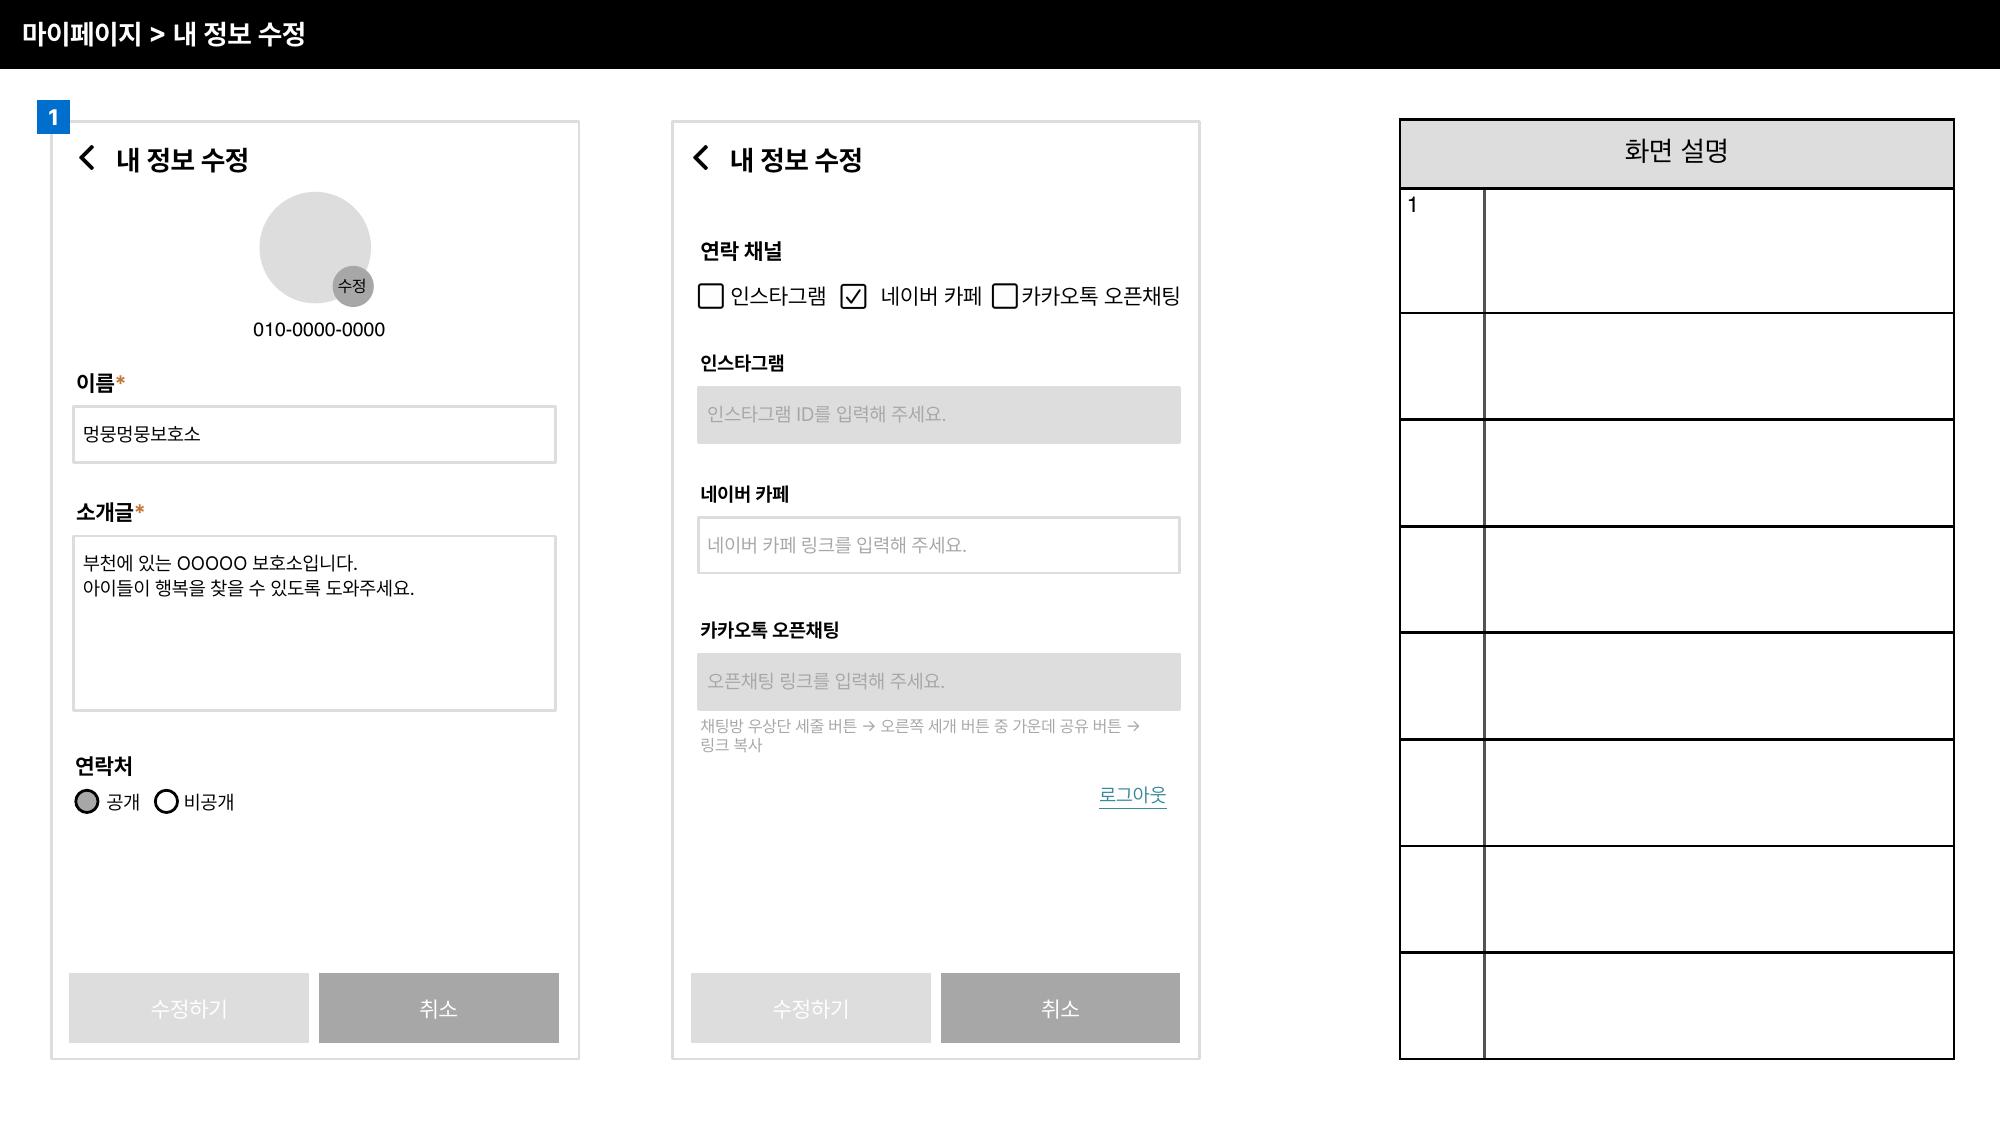 마이페이지 > 내 정보 수정
1
내 정보 수정
수정
010-0000-0000
이름*
멍뭉멍뭉보호소
소개글*
부천에 있는 OOOOO 보호소입니다.
아이들이 행복을 찾을 수 있도록 도와주세요.
연락처
공개 비공개
수정하기 취소
내 정보 수정
연락 채널
인스타그램 네이버 카페 카카오톡 오픈채팅
인스타그램
인스타그램 ID를 입력해 주세요.
네이버 카페
네이버 카페 링크를 입력해 주세요.
카카오톡 오픈채팅
오픈채팅 링크를 입력해 주세요.
채팅방 우상단 세줄 버튼 → 오른쪽 세개 버튼 중 가운데 공유 버튼 →
링크 복사
로그아웃
수정하기 취소
화면 설명
1